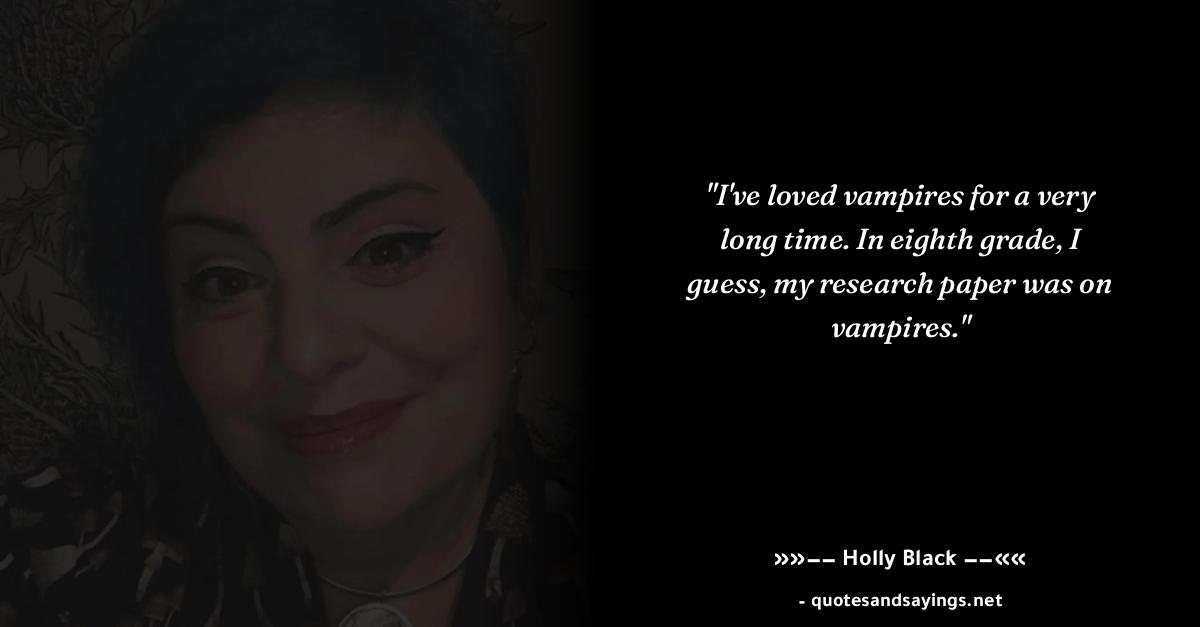 "I've loved vampires for a very
long time. In eighth grade, I
guess, my research paper was on
vampires."
»»–– Holly Black ––««
- quotesandsayings.net